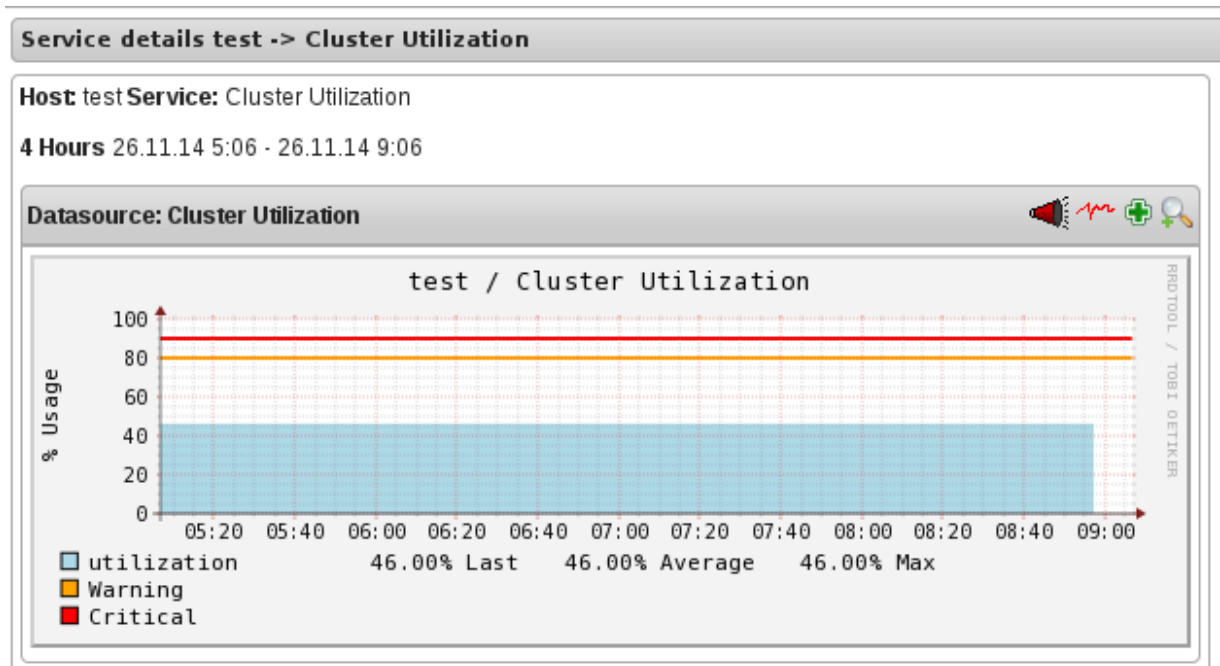 Service details test -> Cluster Utilization
Host: test Service: Cluster Utilization
4 Hours 26.11.14 5:06 - 26.11.14 9:06
Datasource: Cluster Utilization
test / Cluster Utilization
RRDTOOL / TOBI OETIKER
% Usage
100
80
60
40
20
0
05:20 05:40 06:00 06:20 06:40 07:00 07:20 07:40 08:00 08:20 08:40 09:00
utilization 46.00% Last 46.00% Average 46.00% Max
Warning
Critical